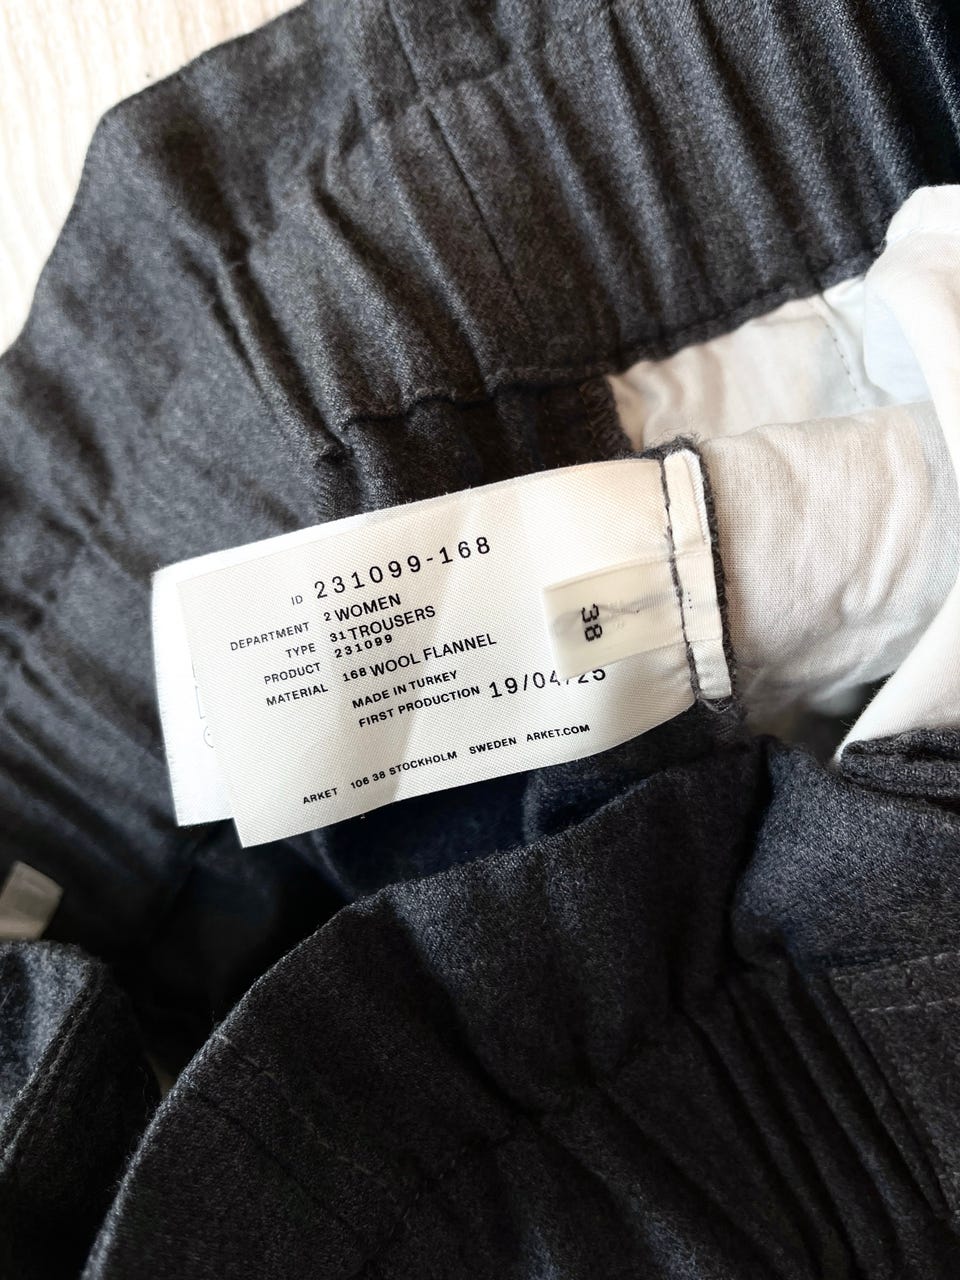 ID 231099-168
DEPARTMENT 2 WOMEN
TYPE 31 TROUSERS
PRODUCT 231099
MATERIAL 168 WOOL FLANNEL
MADE IN TURKEY
FIRST PRODUCTION 19/04/25
ARKET 106 38 STOCKHOLM SWEDEN ARKET.COM
38